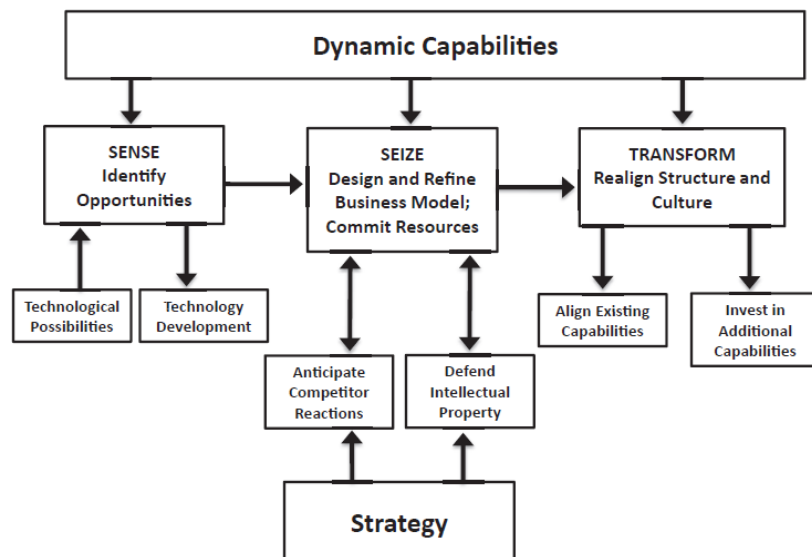 Dynamic Capabilities
SENSE
Identify
Opportunities
SEIZE
Design and Refine
Business Model;
Commit Resources
TRANSFORM
Realign Structure and
Culture
Technological
Possibilities
Technology
Development
Align Existing
Capabilities
Invest in
Additional
Capabilities
Anticipate
Competitor
Reactions
Defend
Intellectual
Property
Strategy